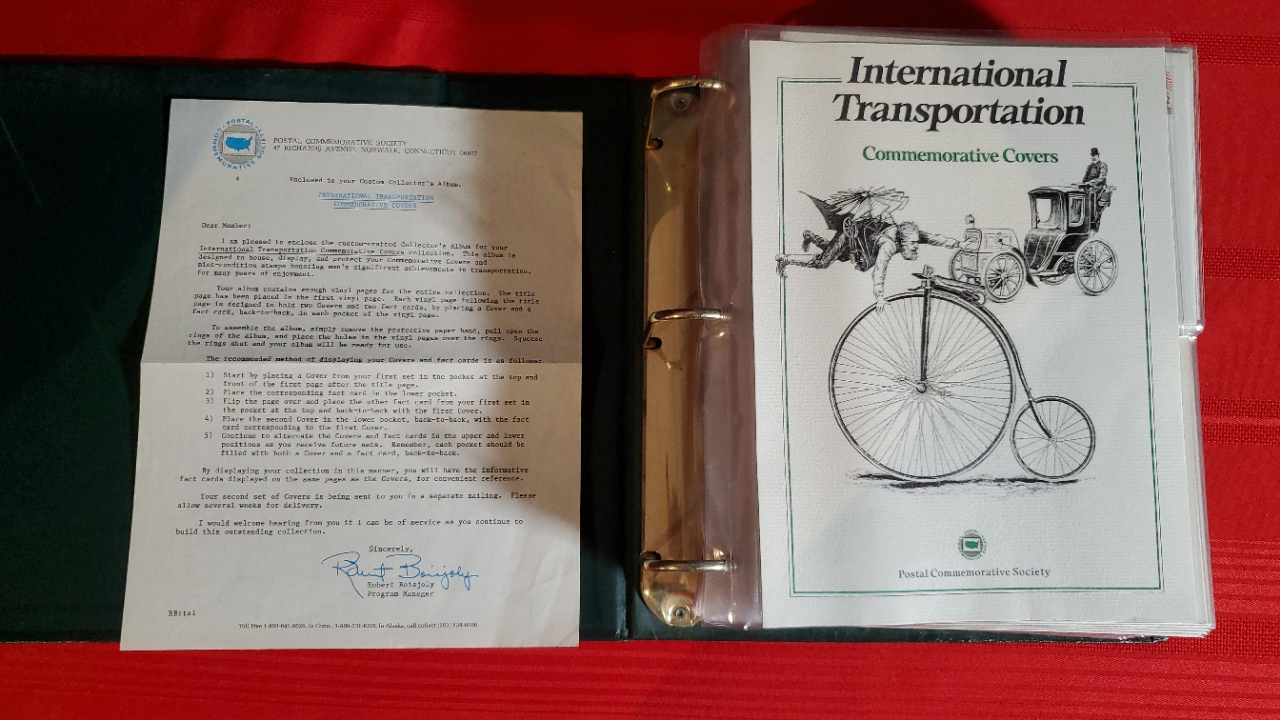 POSTAL COMMEMORATIVE SOCIETY
POSTAL COMMEMORATIVE SOCIETY
47 RICHARDS AVENUE, NORWALK, CONNECTICUT
Enclosed is your Custom Collector's Album.
INTERNATIONAL TRANSPORTATION
COMMEMORATIVE COVERS
Dear Member:
I am pleased to enclose the custom-crafted Collector's Album for your
International Transportation Commemorative Covers collection. This album is
designed to house, display, and protect your Commemorative Covers and
mint-condition stamps honoring man's significant achievements in transportation,
for many years of enjoyment.
Your album contains enough vinyl pages for the entire collection. The title
page has been placed in the first vinyl page. Each vinyl page following the title
page is designed to hold two Covers and two fact cards, by placing a Cover and a
fact card, back-to-back, in each pocket of the vinyl page.
To assemble the album, simply remove the protective paper band, pull open the
rings of the album, and place the holes in the vinyl pages over the rings. Squeeze
the rings shut and your album will be ready for use.
The recommended method of displaying your Covers and fact cards is as follows:
1) Start by placing a Cover from your first set in the pocket at the top and
front of the first page after the title page.
2) Place the corresponding fact card in the lower pocket.
3) Flip the page over and place the other fact card from your first set in
the pocket at the top and back-to-back with the first Cover.
4) Place the second Cover in the lower pocket, back-to-back, with the fact
card corresponding to the first Cover.
5) Continue to alternate the Covers and fact cards in the upper and lower
positions as you receive future sets. Remember, each pocket should be
filled with both a Cover and a fact card, back-to-back.
By displaying your collection in this manner, you will have the informative
fact cards displayed on the same pages as the Covers, for convenient reference.
Your second set of Covers is being sent to you in a separate mailing. Please
allow several weeks for delivery.
I would welcome hearing from you if I can be of service as you continue to
build this outstanding collection.
Sincerely,
Robert Boisjoly
Robert Boisjoly
Program Manager
RB:tal
Toll Free In Conn., In Alaska, call collect
International
Transportation
Commemorative Covers
Postal Commemorative Society